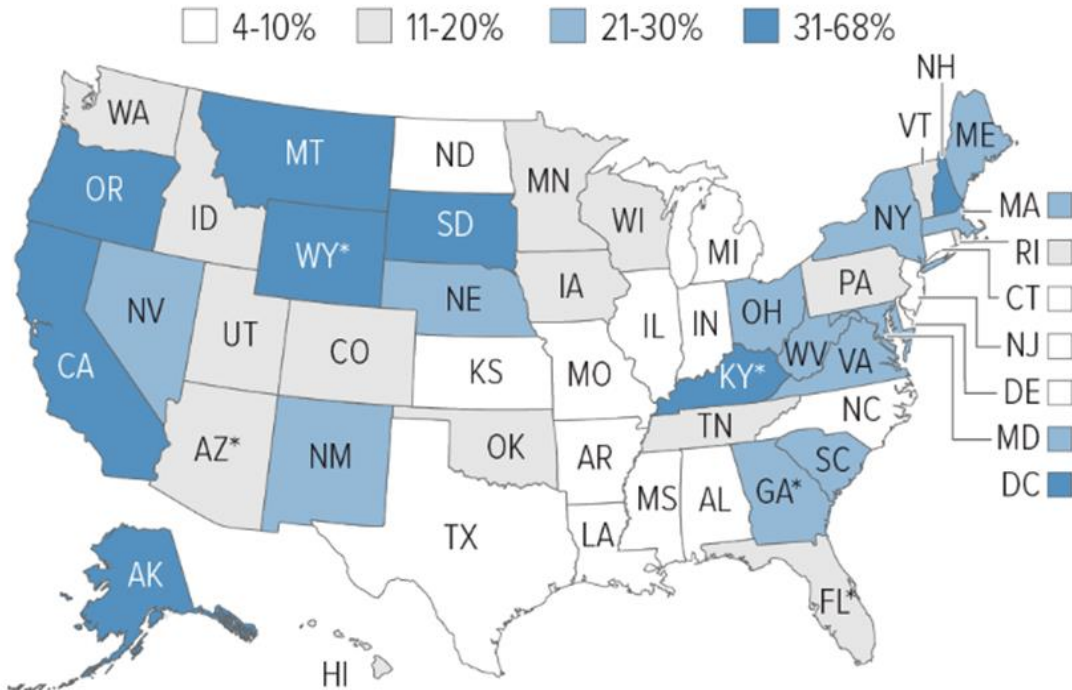 4-10% 11-20% 21-30% 31-68%
NH
WA
VT
ME
MT
ND
MN
OR
ID
SD
WI
NY
MA
WY*
MI
RI
IA
PA
NE
CT
NV
OH
IL
IN
UT
NJ
CO
WV
VA
CA
KS
MO
KY*
DE
NC
TN
MD
AZ*
OK
NM
AR
SC
DC
GA*
MS
AL
TX
LA
AK
FL*
HI